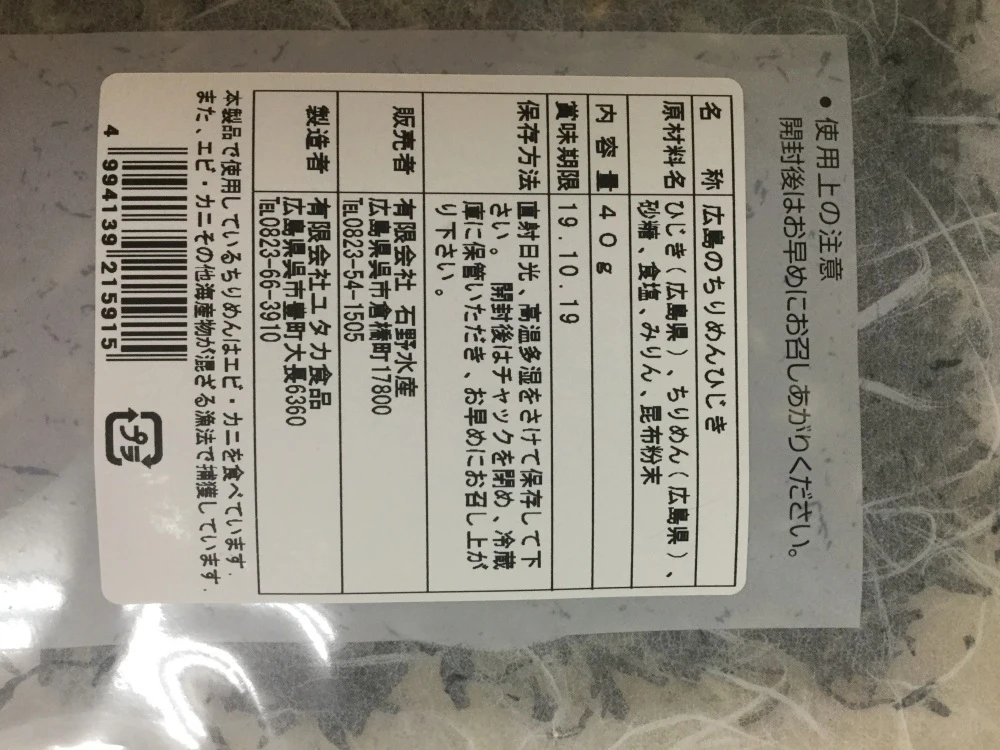 ●使用上の注意
開封後はお早めにお召しあがりください。
名 称 広島のちりめんひじき
原材料名 ひじき(広島県)、ちりめん(広島県)、
砂糖、食塩、みりん、昆布粉末
内容量 40g
賞味期限 19.10.19
保存方法 直射日光、高温多湿をさけて保存して下
さい。 開封後はチャックを閉め、冷蔵
庫に保管いただき、お早めにお召し上が
り下さい。
販売者 有限会社 石野水産
広島県呉市倉橋町17800
TEL0823-54-1505
製造者 有限会社ユタカ食品
広島県呉市豊町大長6360
TEL0823-66-3910
本製品で使用しているちりめんはエビ・カニを食べています.
また、エビ・カニその他海産物が混ざる漁法で捕獲しています.
4 994139 215915
プラ